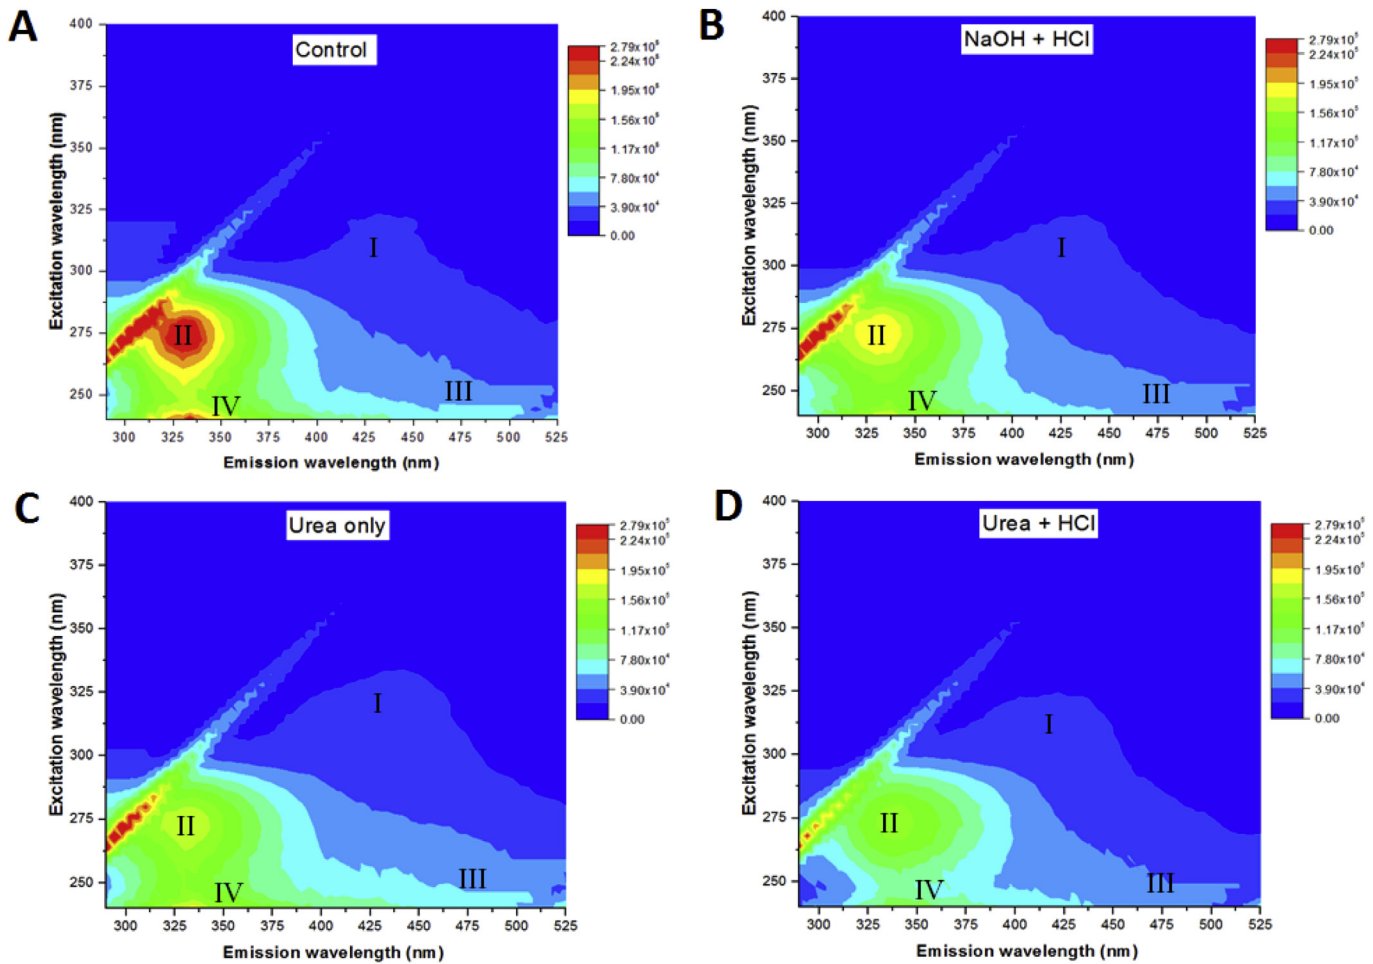 A
Control
Excitation wavelength (nm)
400
375
350
325
300
275
250
I
II
III
IV
300 325 350 375 400 425 450 475 500 525
Emission wavelength (nm)
2.79x10⁵
2.24x10⁵
1.95x10⁵
1.56x10⁵
1.17x10⁵
7.80x10⁴
3.90x10⁴
0.00
B
NaOH + HCl
Excitation wavelength (nm)
400
375
350
325
300
275
250
I
II
III
IV
300 325 350 375 400 425 450 475 500 525
Emission wavelength (nm)
2.79x10⁵
2.24x10⁵
1.95x10⁵
1.56x10⁵
1.17x10⁵
7.80x10⁴
3.90x10⁴
0.00
C
Urea only
Excitation wavelength (nm)
400
375
350
325
300
275
250
I
II
III
IV
300 325 350 375 400 425 450 475 500 525
Emission wavelength (nm)
2.79x10⁵
2.24x10⁵
1.95x10⁵
1.56x10⁵
1.17x10⁵
7.80x10⁴
3.90x10⁴
0.00
D
Urea + HCl
Excitation wavelength (nm)
400
375
350
325
300
275
250
I
II
III
IV
300 325 350 375 400 425 450 475 500 525
Emission wavelength (nm)
2.79x10⁵
2.24x10⁵
1.95x10⁵
1.56x10⁵
1.17x10⁵
7.80x10⁴
3.90x10⁴
0.00